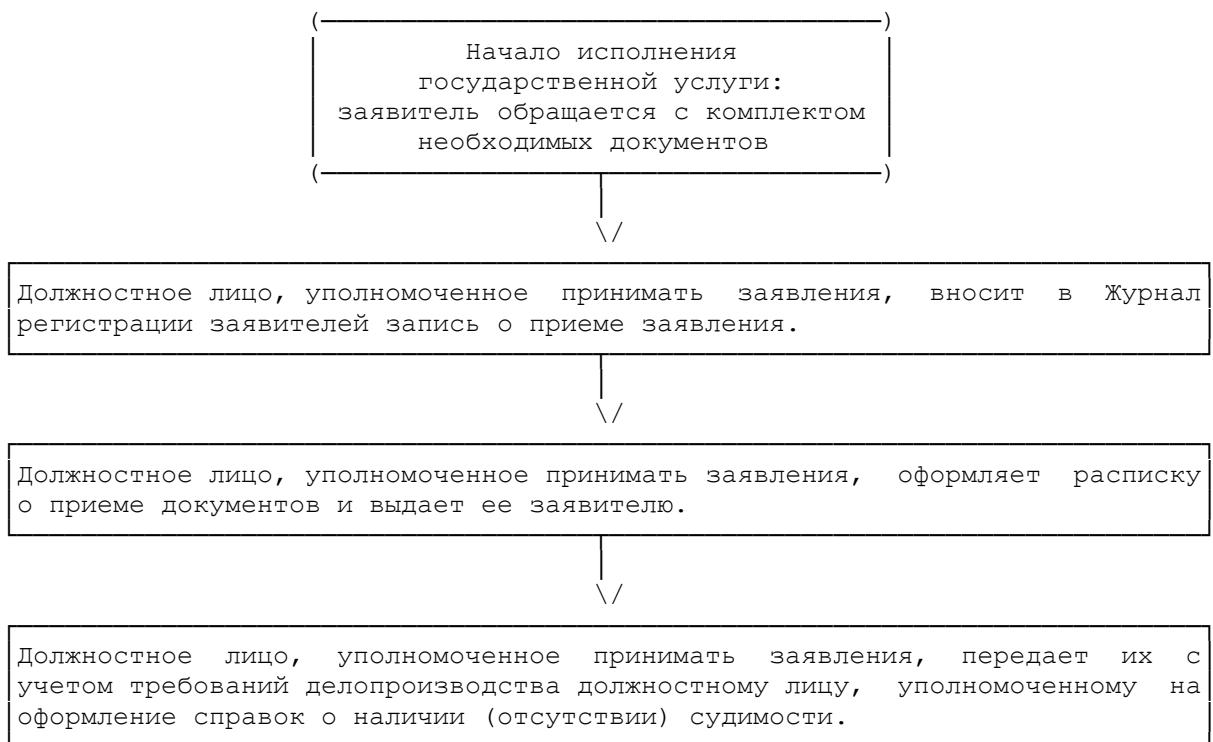 Начало исполнения
государственной услуги:
заявитель обращается с комплектом
необходимых документов
Должностное лицо, уполномоченное принимать заявления, вносит в Журнал
регистрации заявителей запись о приеме заявления.
Должностное лицо, уполномоченное принимать заявления, оформляет расписку
о приеме документов и выдает ее заявителю.
Должностное лицо, уполномоченное принимать заявления, передает их с
учетом требований делопроизводства должностному лицу, уполномоченному на
оформление справок о наличии (отсутствии) судимости.